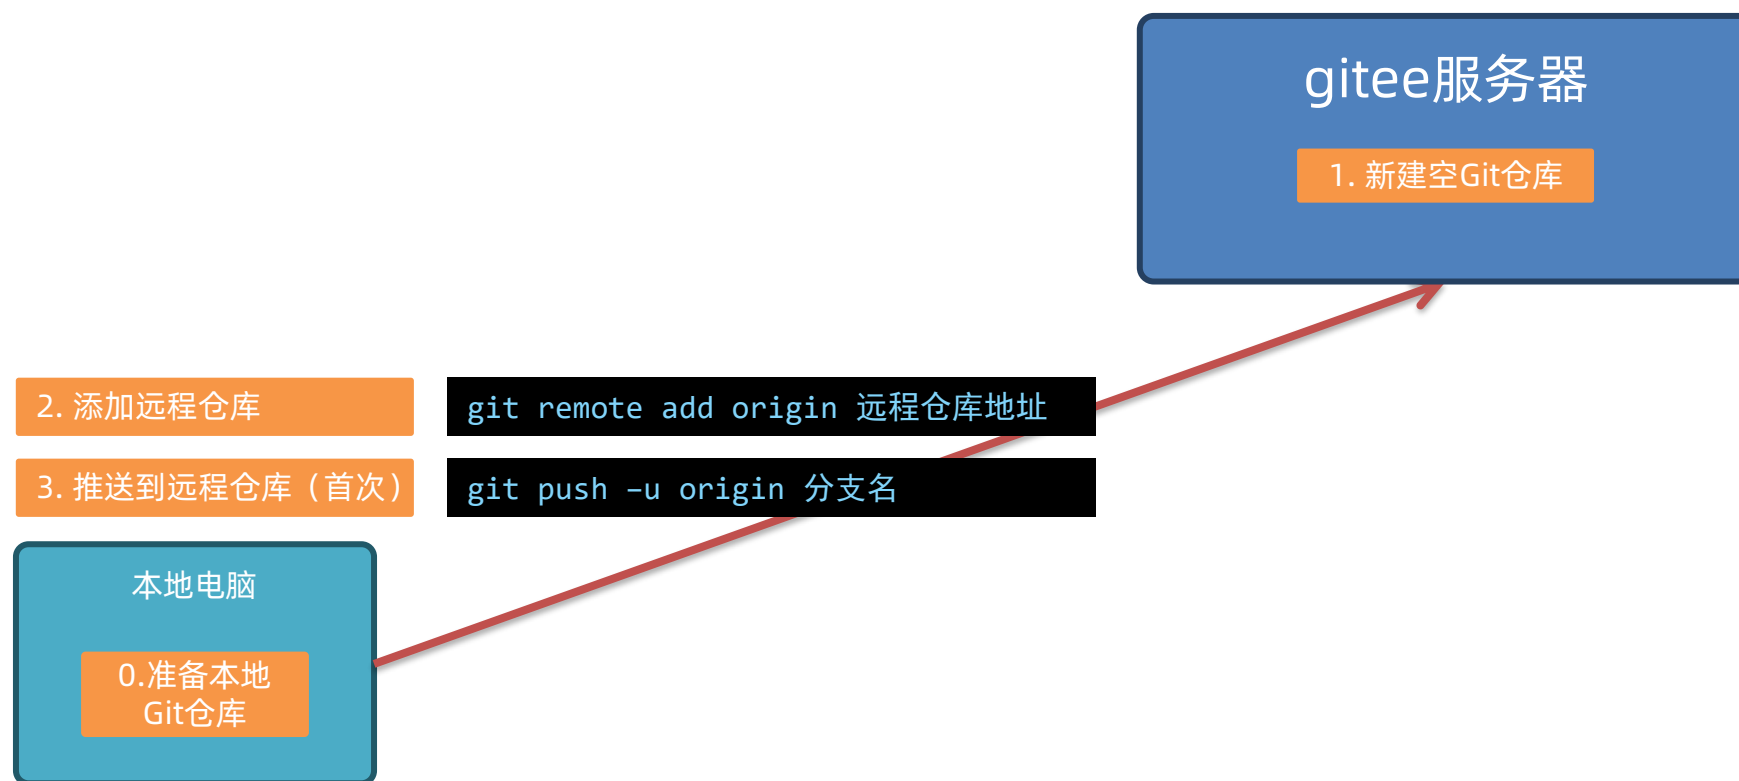 gitee服务器
1. 新建空Git仓库
2. 添加远程仓库
git remote add origin 远程仓库地址
3. 推送到远程仓库（首次）
git push –u origin 分支名
本地电脑
0.准备本地
Git仓库